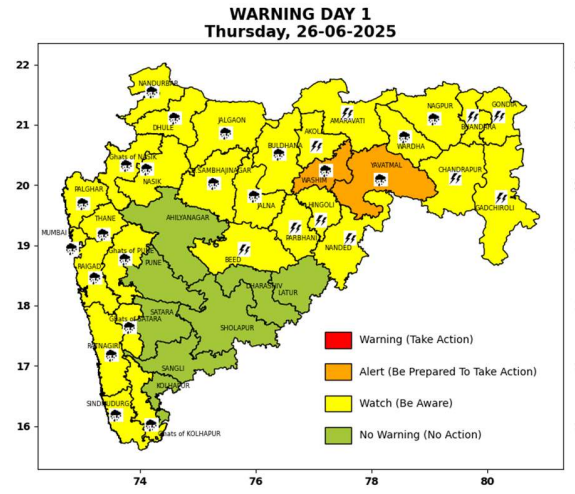 WARNING DAY 1
Thursday, 26-06-2025
22
21
20
19
18
17
16
74
76
78
80
NANDURBAR
DHULE
JALGAON
AMARAVATI
NAGPUR
GONDIA
BHANDARA
AKOLA
BULDHANA
WARDHA
Ghats of NASIK
NASIK
SAMBHAJINAGAR
WASHIM
YAVATMAL
CHANDRAPUR
PALGHAR
JALNA
HINGOLI
GADCHIROLI
THANE
AHILYANAGAR
MUMBAI
PARBHANI
NANDED
Ghats of PUNE
PUNE
BEED
RAIGAD
DHARASHIV
LATUR
SATARA
Ghats of SATARA
SHOLAPUR
RATNAGIRI
SANGLI
KOLHAPUR
SINDHUDURG
Ghats of KOLHAPUR
Warning (Take Action)
Alert (Be Prepared To Take Action)
Watch (Be Aware)
No Warning (No Action)